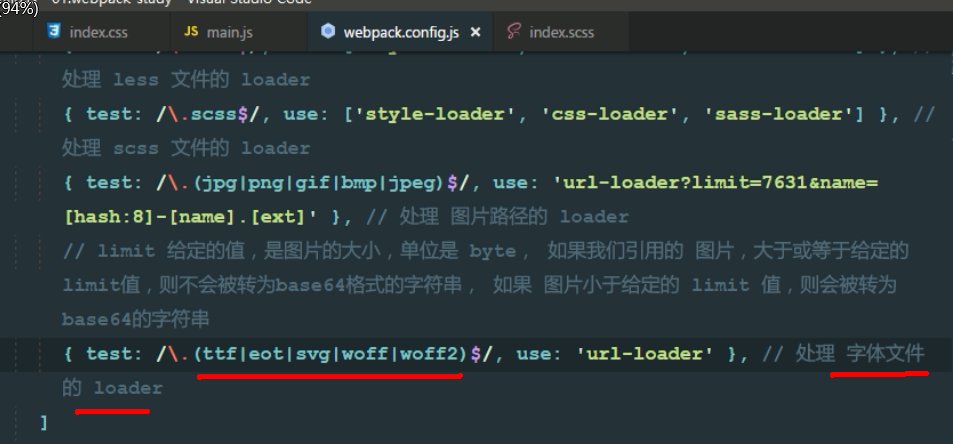 (94%)
01.webpack-study - Visual Studio Code
index.css JS main.js webpack.config.js × index.scss
处理 less 文件的 loader
{ test: /\.scss$/, use: ['style-loader', 'css-loader', 'sass-loader'] }, //
处理 scss 文件的 loader
{ test: /\.(jpg|png|gif|bmp|jpeg)$/, use: 'url-loader?limit=7631&name=
[hash:8]-[name].[ext]' }, // 处理 图片路径的 loader
// limit 给定的值，是图片的大小，单位是 byte， 如果我们引用的 图片，大于或等于给定的
limit值，则不会被转为base64格式的字符串， 如果 图片小于给定的 limit 值，则会被转为
base64的字符串
{ test: /\.(ttf|eot|svg|woff|woff2)$/, use: 'url-loader' }, // 处理 字体文件
的 loader
]